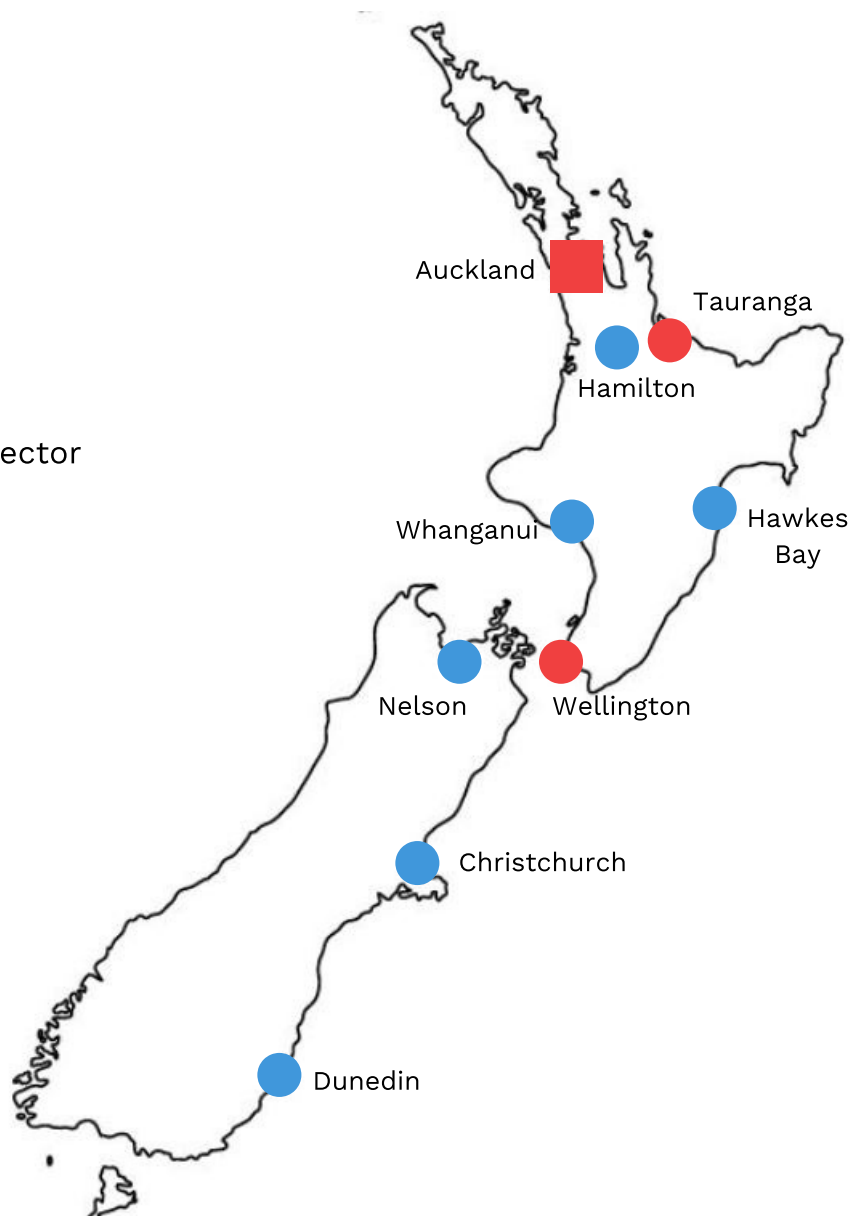 Auckland
Tauranga
Hamilton
ector
Whanganui
Hawkes
Bay
Nelson
Wellington
Christchurch
Dunedin